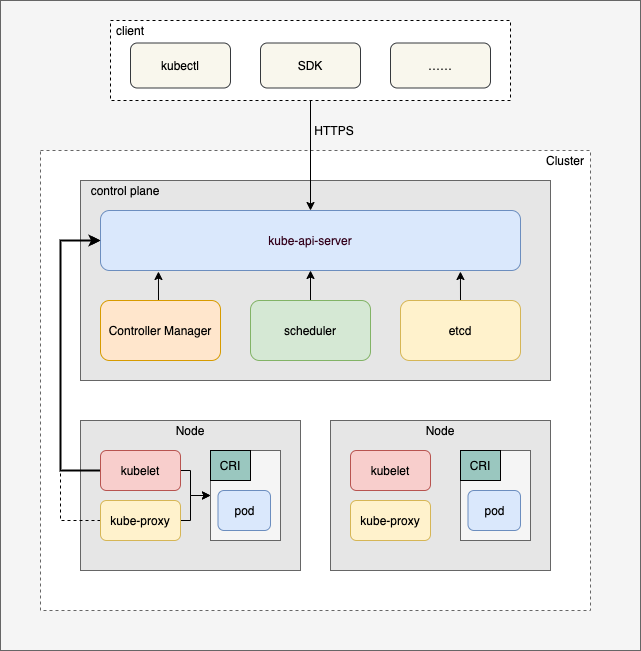 client
kubectl
SDK
......
HTTPS
Cluster
control plane
kube-api-server
Controller Manager
scheduler
etcd
Node
kubelet
CRI
kube-proxy
pod
Node
kubelet
CRI
kube-proxy
pod